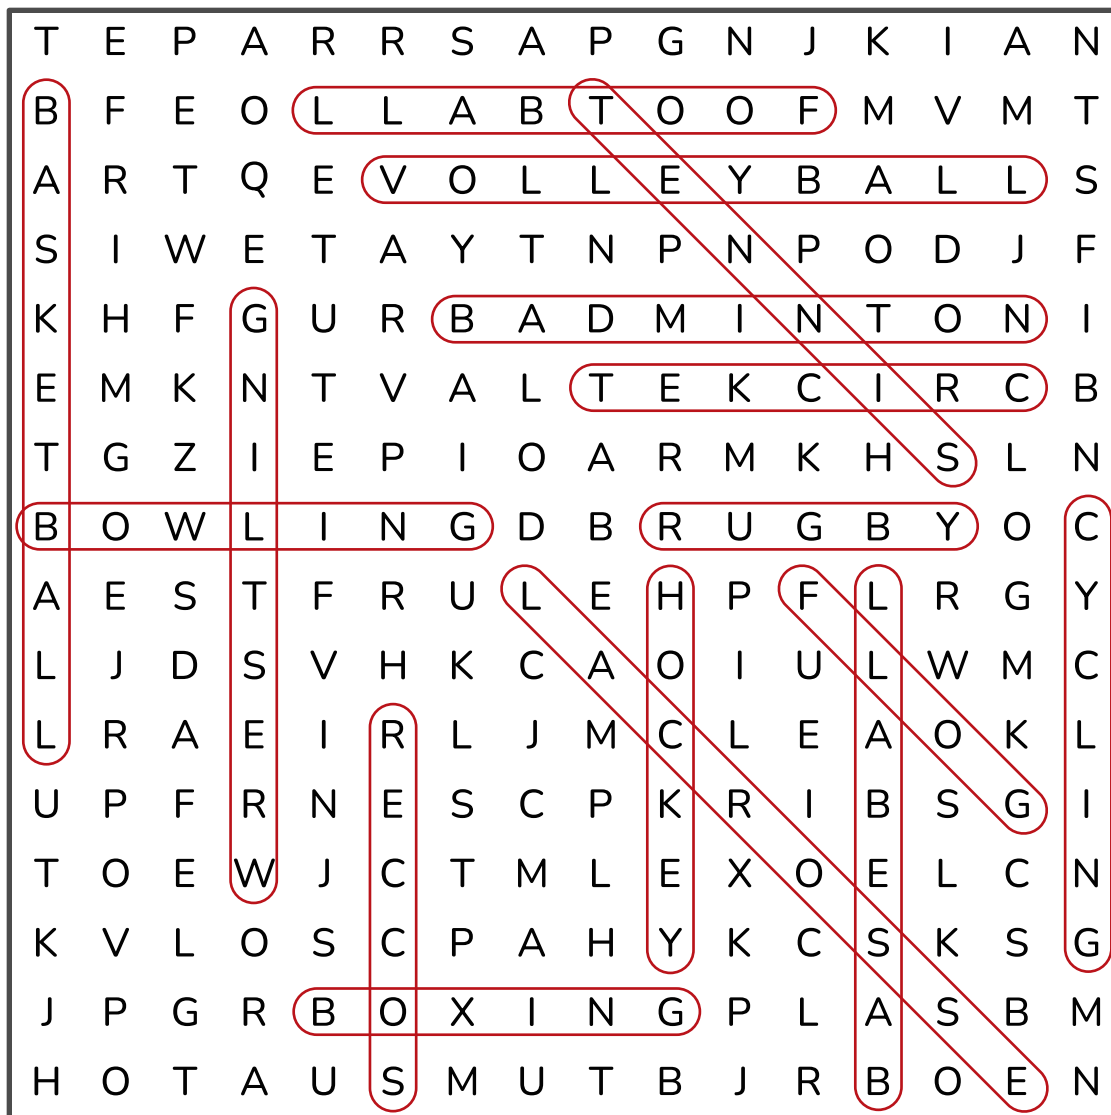 T E P A R R S A P G N J K I A N
B F E O L L A B T O O F M V M T
A R T Q E V O L L E Y B A L L S
S I W E T A Y T N P N P O D J F
K H F G U R B A D M I N T O N I
E M K N T V A L T E K C I R C B
T G Z I E P I O A R M K H S L N
B O W L I N G D B R U G B Y O C
A E S T F R U L E H P F L R G Y
L J D S V H K C A O I U L W M C
L R A E I R L J M C L E A O K L
U P F R N E S C P K R I B S G I
T O E W J C T M L E X O E L C N
K V L O S C P A H Y K C S K S G
J P G R B O X I N G P L A S B M
H O T A U S M U T B J R B O E N